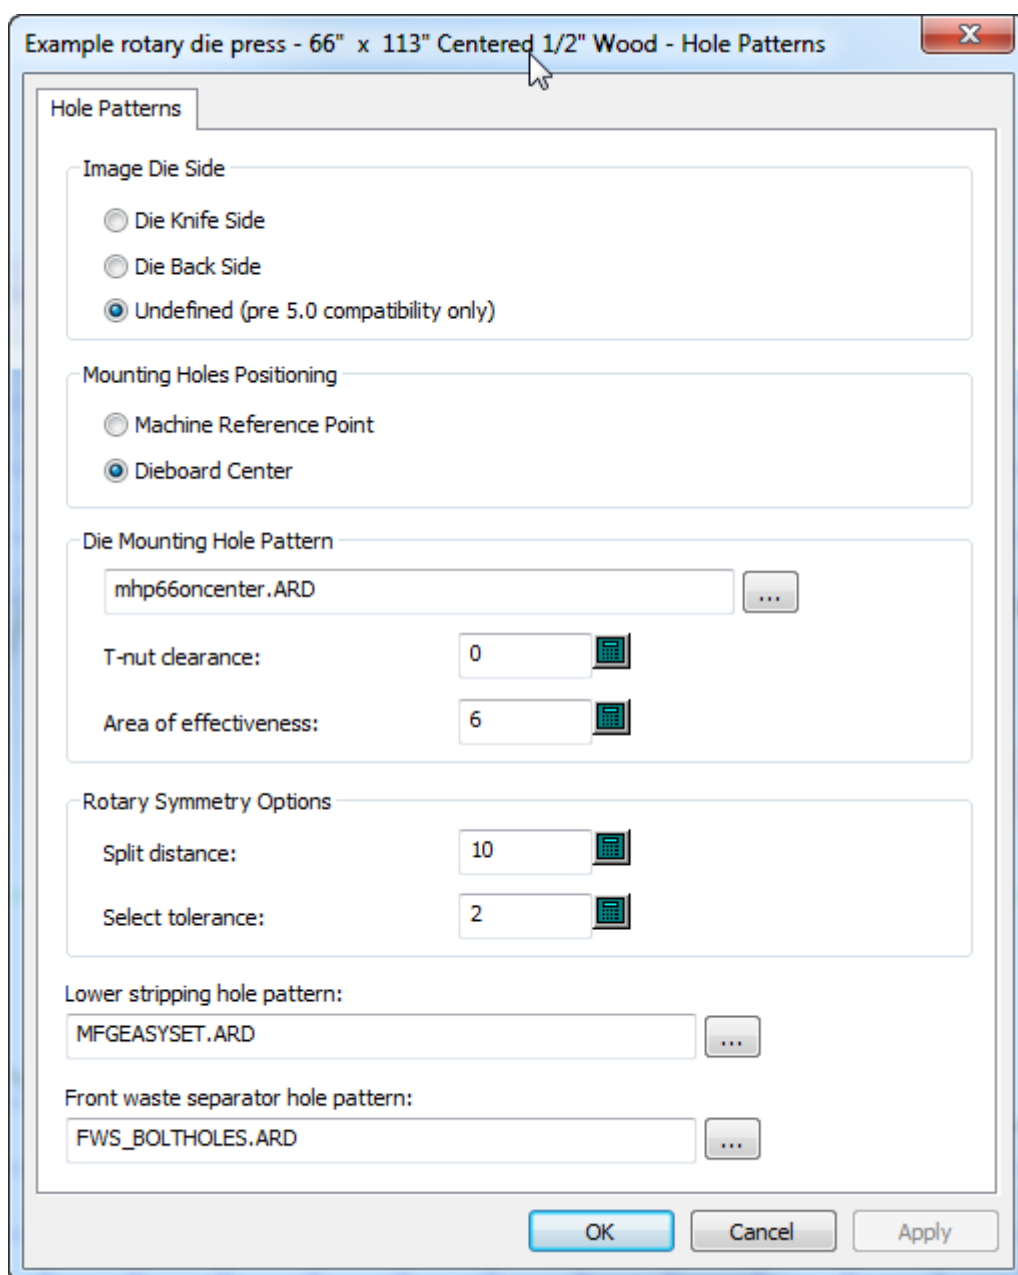 Example rotary die press - 66" x 113" Centered 1/2" Wood - Hole Patterns
Hole Patterns
Image Die Side
Die Knife Side
Die Back Side
Undefined (pre 5.0 compatibility only)
Mounting Holes Positioning
Machine Reference Point
Dieboard Center
Die Mounting Hole Pattern
mhp66oncenter.ARD
...
T-nut clearance:
0
Area of effectiveness:
6
Rotary Symmetry Options
Split distance:
10
Select tolerance:
2
Lower stripping hole pattern:
MFGEASYSET.ARD
...
Front waste separator hole pattern:
FWS_BOLTHOLES.ARD
...
OK
Cancel
Apply